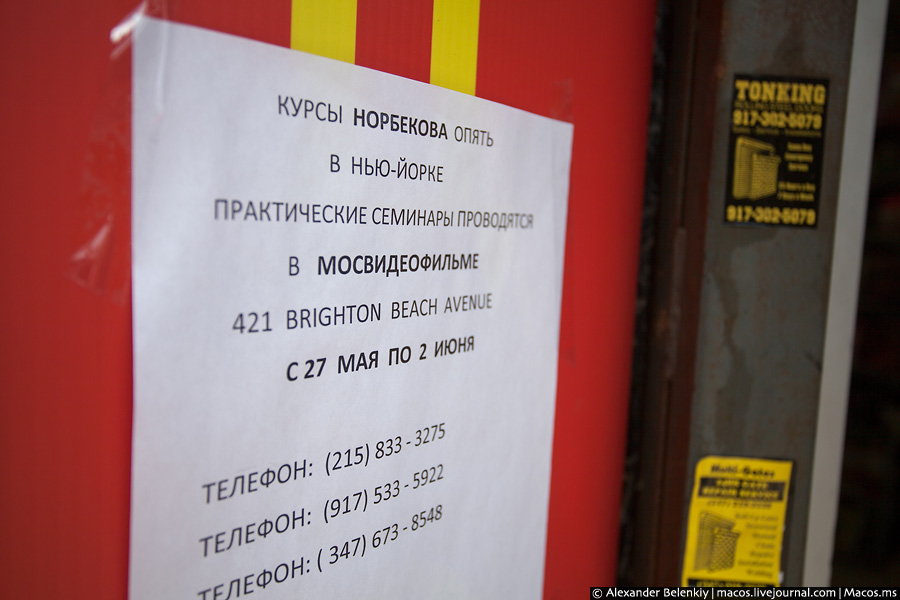 КУРСЫ НОРБЕКОВА ОПЯТЬ
В НЬЮ-ЙОРКЕ
ПРАКТИЧЕСКИЕ СЕМИНАРЫ ПРОВОДЯТСЯ
В МОСВИДЕОФИЛЬМЕ
421 BRIGHTON BEACH AVENUE
С 27 МАЯ ПО 2 ИЮНЯ
ТЕЛЕФОН: (215) 833 - 3275
ТЕЛЕФОН: (917) 533 - 5922
ТЕЛЕФОН: ( 347) 673 - 8548
TONKING
917-302-5079
917-302-5079
Multi-Gates
© Alexander Belenkiy | macos.livejournal.com | Macos.ms